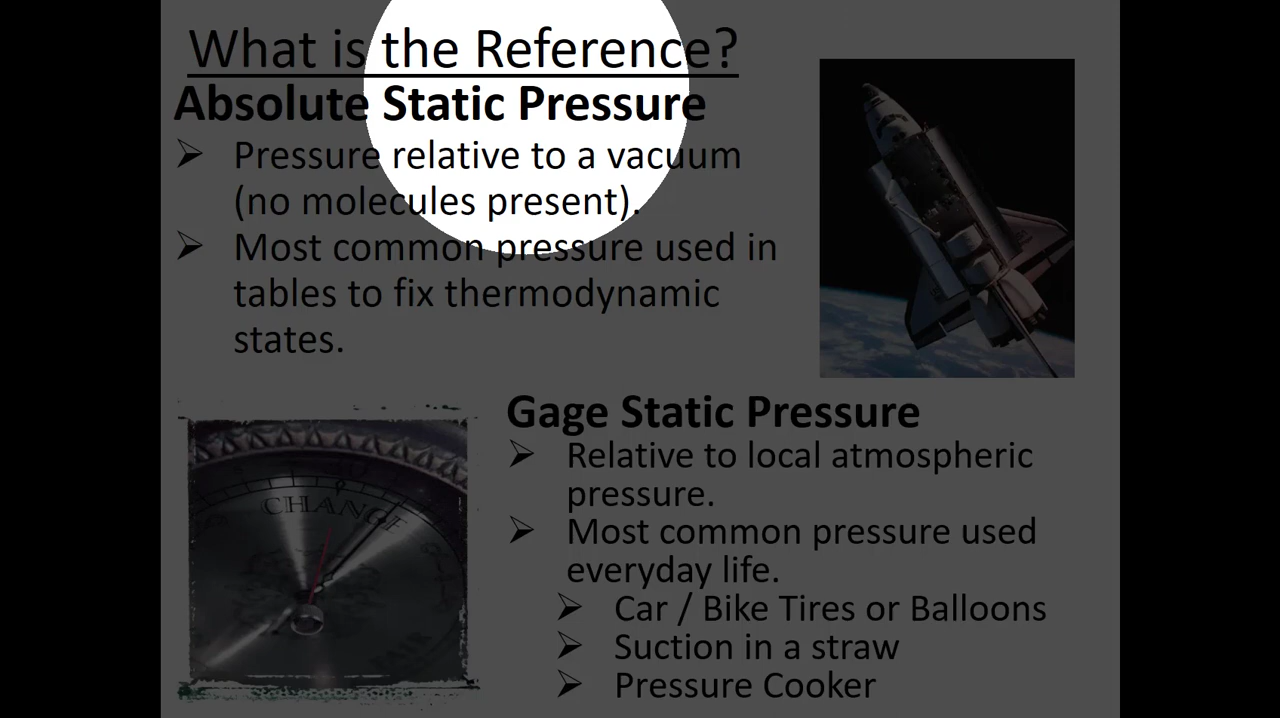 What is the Reference?
Absolute Static Pressure
➢ Pressure relative to a vacuum
(no molecules present).
➢ Most common pressure used in
tables to fix thermodynamic
states.
CHANGE
Gage Static Pressure
➢ Relative to local atmospheric
pressure.
➢ Most common pressure used
everyday life.
➢ Car / Bike Tires or Balloons
➢ Suction in a straw
➢ Pressure Cooker